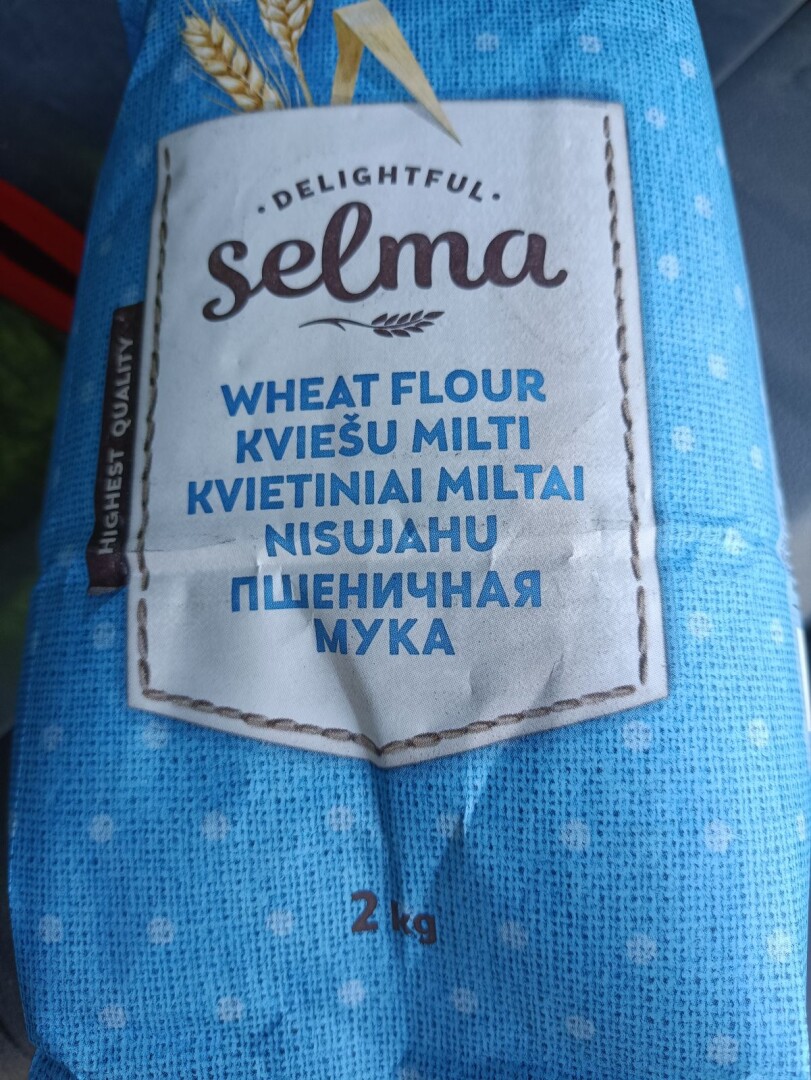 ·DELIGHTFUL·
selma
HIGHEST QUALITY
WHEAT FLOUR
KVIEŠU MILTI
KVIETINIAI MILTAI
NISUJAHU
ПШЕНИЧНАЯ
МУКА
2 kg